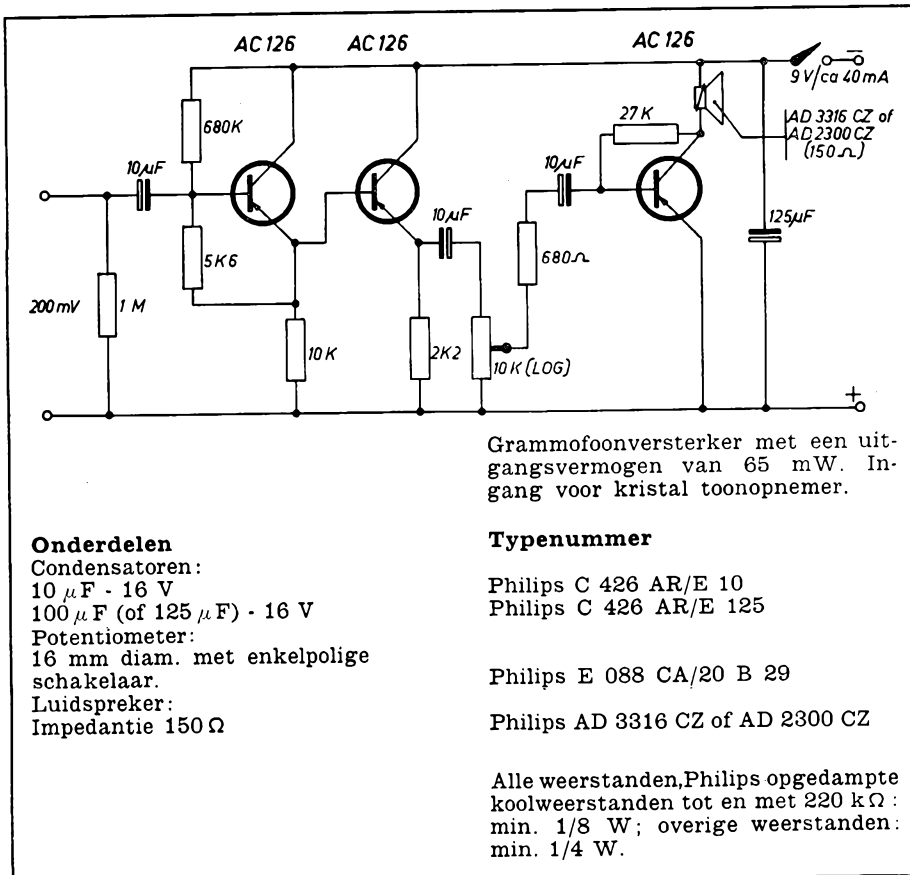 AC 126
AC 126
AC 126
9 V/ca 40 mA
680K
27 K
AD 3316 CZ of
AD 2300 CZ
(150 Ω)
10µF
10µF
10µF
125µF
5K6
680Ω
200 mV
1 M
10 K
2K2
10 K (LOG)
+
Grammofoonversterker met een uit-
gangsvermogen van 65 mW. In-
gang voor kristal toonopnemer.
Onderdelen
Condensatoren:
10 µF - 16 V
100 µF (of 125 µF) - 16 V
Potentiometer:
16 mm diam. met enkelpolige
schakelaar.
Luidspreker:
Impedantie 150 Ω
Typenummer
Philips C 426 AR/E 10
Philips C 426 AR/E 125
Philips E 088 CA/20 B 29
Philips AD 3316 CZ of AD 2300 CZ
Alle weerstanden,Philips opgedampte
koolweerstanden tot en met 220 kΩ :
min. 1/8 W; overige weerstanden:
min. 1/4 W.